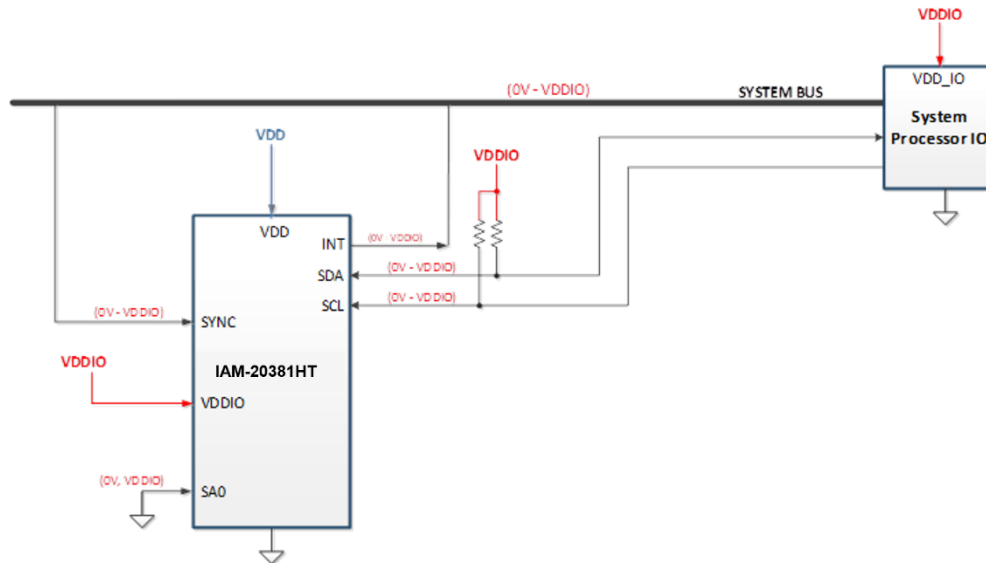 VDDIO
VDD_IO
(0V - VDDIO)
SYSTEM BUS
System
Processor IO
VDD
VDDIO
VDD
INT
(0V - VDDIO)
SDA
(0V - VDDIO)
SCL
(0V - VDDIO)
(0V - VDDIO)
SYNC
IAM-20381HT
VDDIO
VDDIO
(0V, VDDIO)
SA0